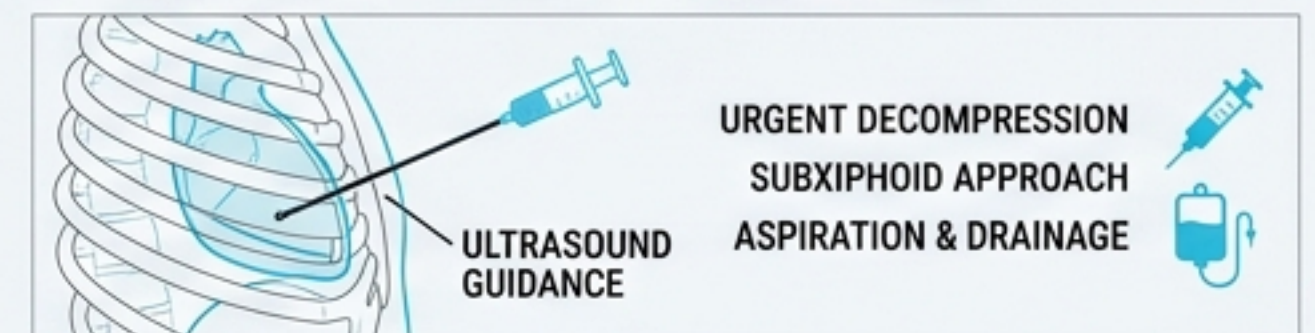 URGENT DECOMPRESSION
SUBXIPHOID APPROACH
ASPIRATION & DRAINAGE
ULTRASOUND
GUIDANCE